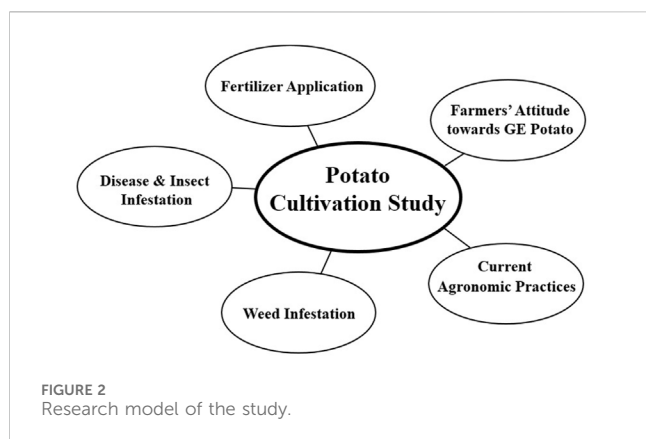 Fertilizer Application
Farmers' Attitude
towards GE Potato
Potato
Cultivation Study
Disease & Insect
Infestation
Current
Agronomic Practices
Weed Infestation
FIGURE 2
Research model of the study.